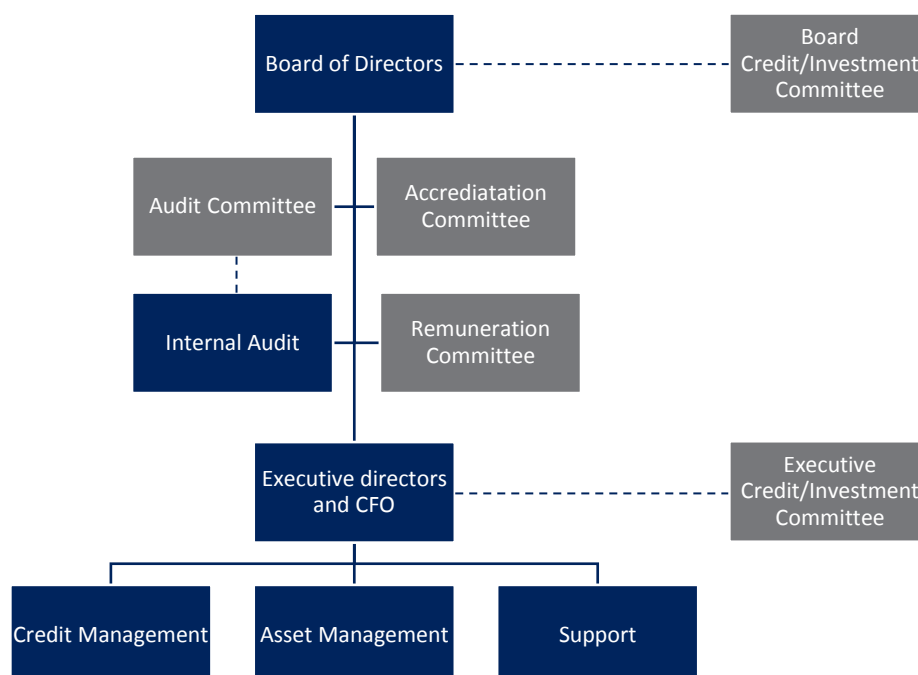 Board of Directors
Board
Credit/Investment
Committee
Audit Committee
Accrediatation
Committee
Internal Audit
Remuneration
Committee
Executive directors
and CFO
Executive
Credit/Investment
Committee
Credit Management
Asset Management
Support